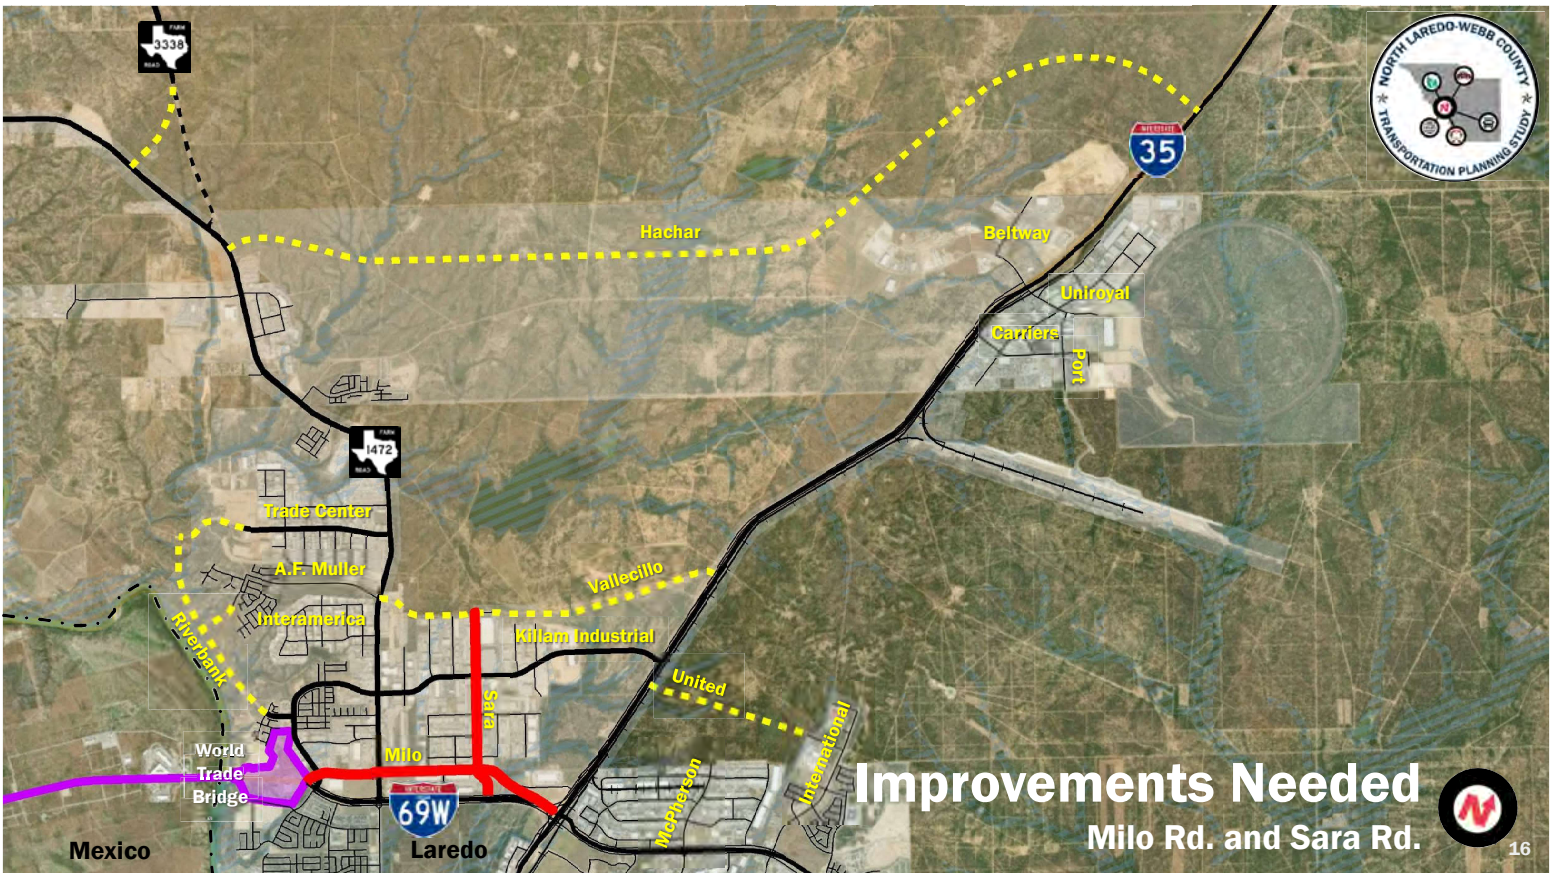 FARM
3338
ROAD
NORTH LAREDO-WEBB COUNTY
TRANSPORTATION PLANNING STUDY
N
INTERSTATE
35
Hachar
Beltway
Uniroyal
Carriers
Port
FARM
1472
ROAD
Trade Center
A.F. Muller
Vallecillo
Interamerica
Riverbank
Killam Industrial
United
Sara
International
World
Trade
Bridge
Milo
McPherson
INTERSTATE
69W
Mexico
Laredo
Improvements Needed
Milo Rd. and Sara Rd.
N
16